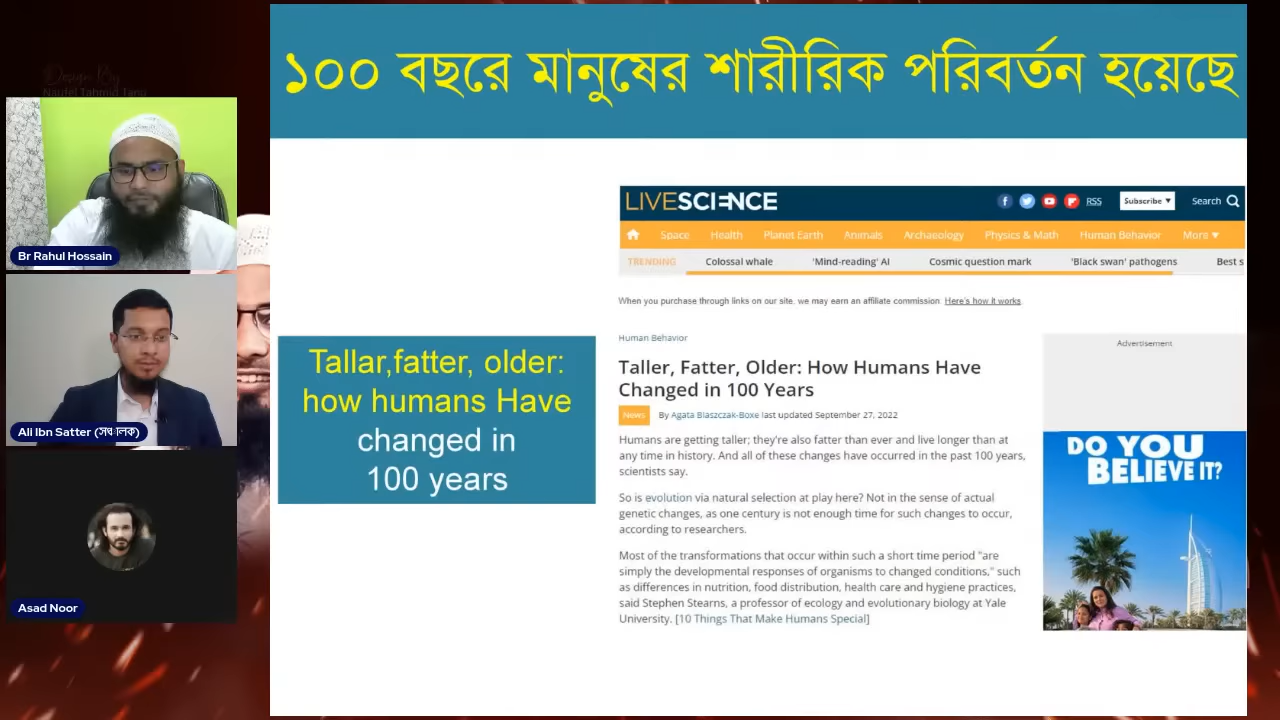 ১০০ বছরে মানুষের শারীরিক পরিবর্তন হয়েছে
Design By
Naufel Tahmid Tanu
Br Rahul Hossain
Ali Ibn Satter (সঞ্চালক)
Asad Noor
Tallar,fatter, older:
how humans Have
changed in
100 years
LIVESCIENCE
RSS
Subscribe ▼
Search
Space Health Planet Earth Animals Archaeology Physics & Math Human Behavior More ▼
TRENDING Colossal whale 'Mind-reading' AI Cosmic question mark 'Black swan' pathogens Best s
When you purchase through links on our site, we may earn an affiliate commission. Here's how it works.
Human Behavior
Taller, Fatter, Older: How Humans Have
Changed in 100 Years
News By Agata Blaszczak-Boxe last updated September 27, 2022
Humans are getting taller; they're also fatter than ever and live longer than at
any time in history. And all of these changes have occurred in the past 100 years,
scientists say.
So is evolution via natural selection at play here? Not in the sense of actual
genetic changes, as one century is not enough time for such changes to occur,
according to researchers.
Most of the transformations that occur within such a short time period "are
simply the developmental responses of organisms to changed conditions," such
as differences in nutrition, food distribution, health care and hygiene practices,
said Stephen Stearns, a professor of ecology and evolutionary biology at Yale
University. [10 Things That Make Humans Special]
Advertisement
DO YOU
BELIEVE IT?